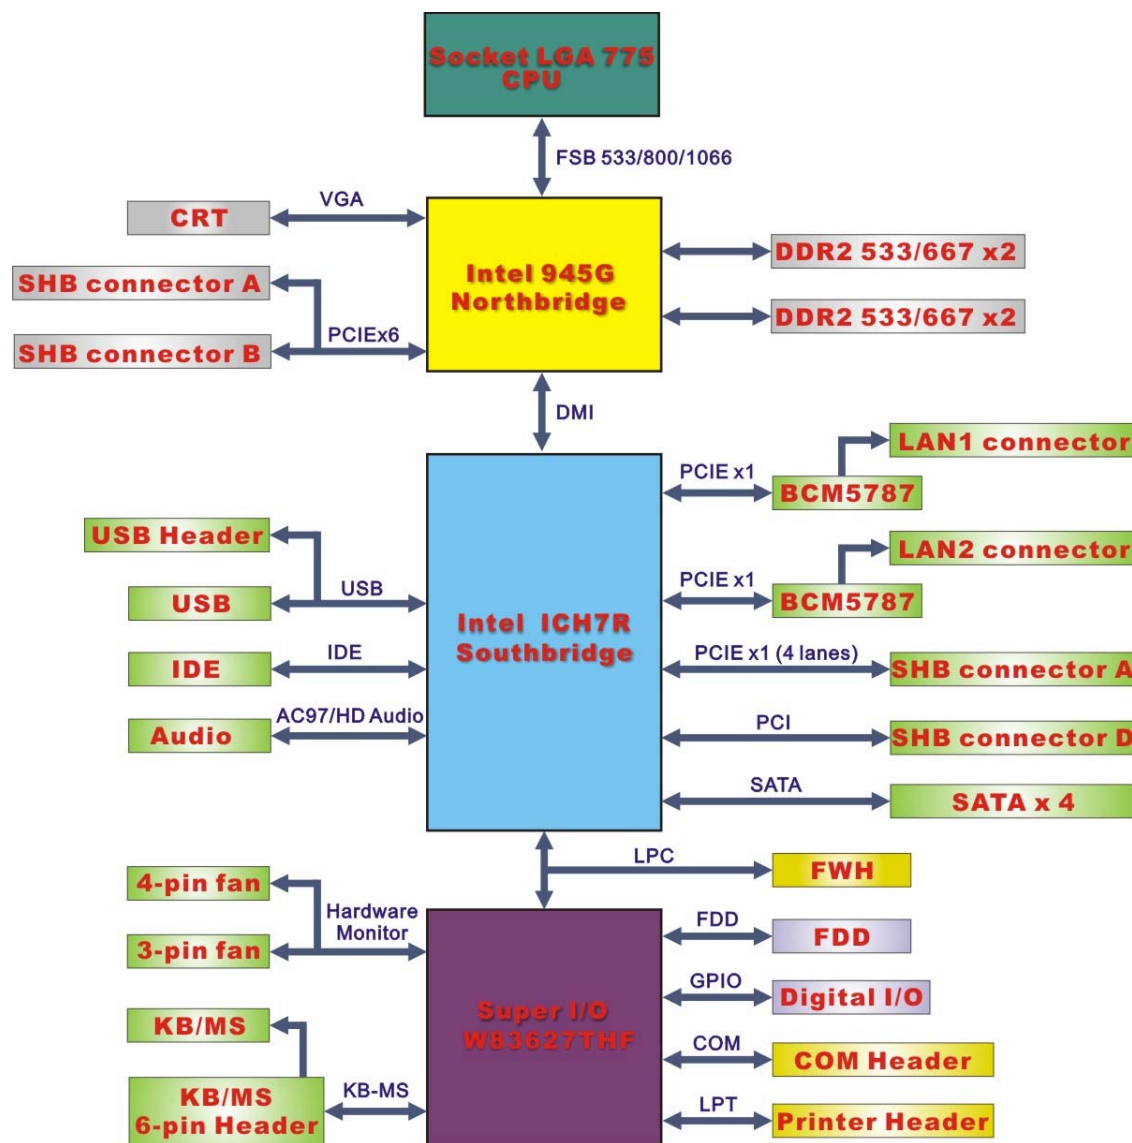 Socket LGA 775
CPU
FSB 533/800/1066
VGA
CRT
SHB connector A
SHB connector B
PCIEx6
Intel 945G
Northbridge
DDR2 533/667 x2
DDR2 533/667 x2
DMI
LAN1 connector
PCIE x1
BCM5787
LAN2 connector
PCIE x1
BCM5787
USB Header
USB
USB
IDE
IDE
AC97/HD Audio
Audio
Intel ICH7R
Southbridge
PCIE x1 (4 lanes)
SHB connector A
PCI
SHB connector D
SATA
SATA x 4
LPC
FWH
4-pin fan
3-pin fan
Hardware
Monitor
KB/MS
KB/MS
6-pin Header
KB-MS
Super I/O
W83627THF
FDD
FDD
GPIO
Digital I/O
COM
COM Header
LPT
Printer Header